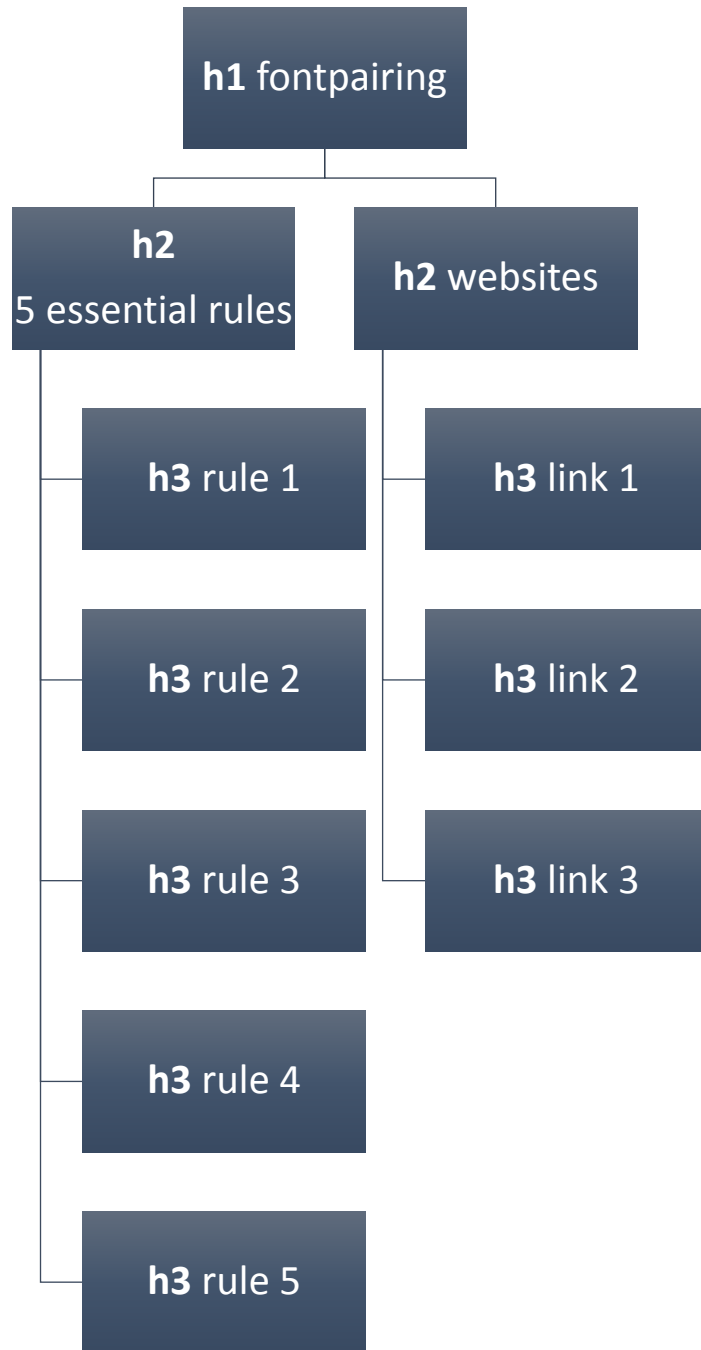 h1 fontpairing
h2
5 essential rules
h3 rule 1
h3 rule 2
h3 rule 3
h3 rule 4
h3 rule 5
h2 websites
h3 link 1
h3 link 2
h3 link 3